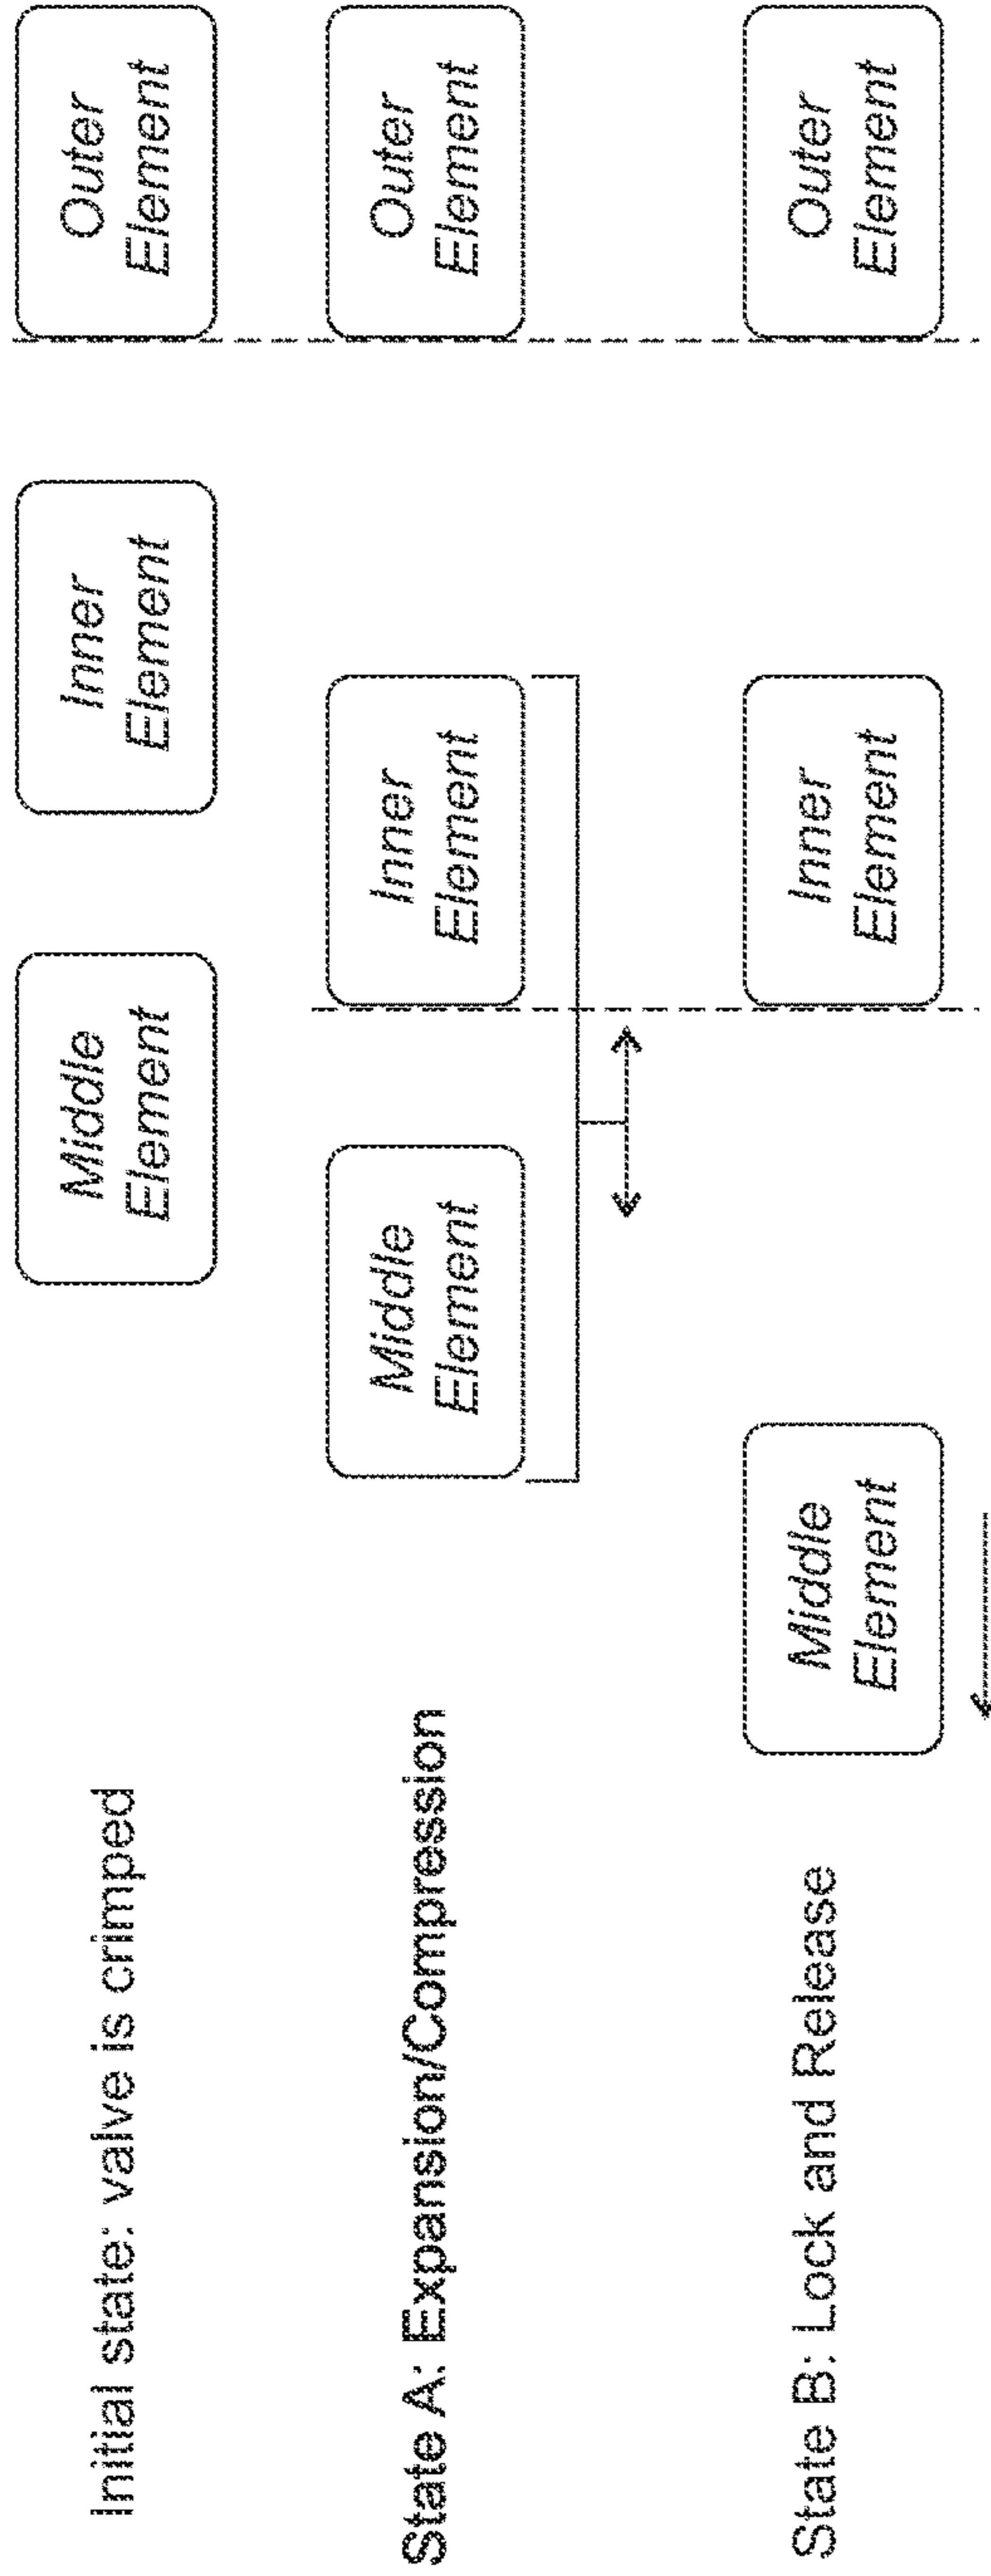 Initial state: valve is crimped
Middle
Element
Inner
Element
Outer
Element
State A: Expansion/Compression
Middle
Element
Inner
Element
Outer
Element
State B: Lock and Release
Middle
Element
Inner
Element
Outer
Element